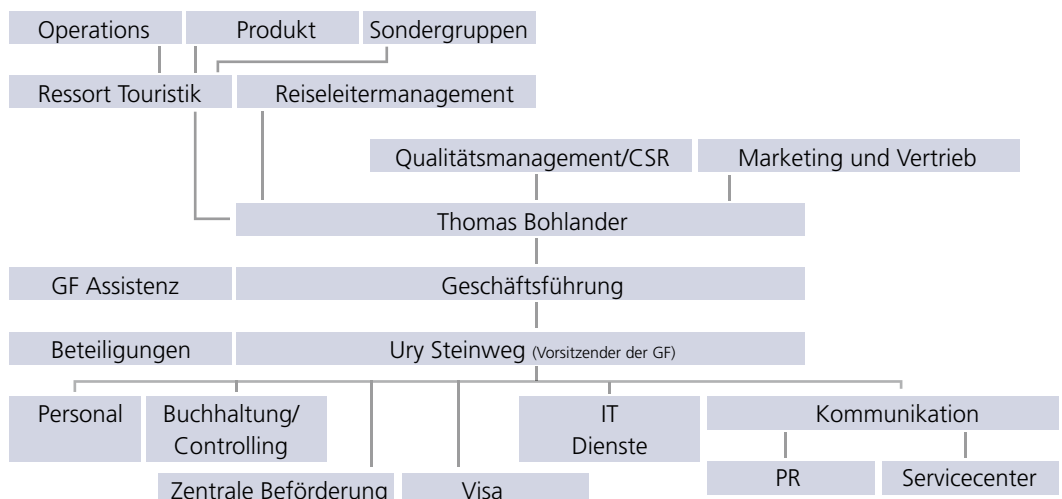 Operations Produkt Sondergruppen
Ressort Touristik Reiseleitermanagement
Qualitätsmanagement/CSR Marketing und Vertrieb
Thomas Bohlander
GF Assistenz Geschäftsführung
Beteiligungen Ury Steinweg (Vorsitzender der GF)
Personal Buchhaltung/ IT Kommunikation
Controlling Dienste
PR Servicecenter
Zentrale Beförderung Visa